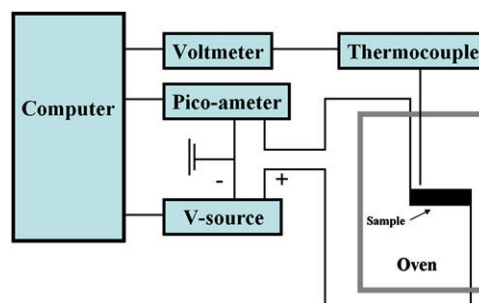 Voltmeter
Thermocouple
Computer
Pico-ameter
-
+
V-source
Sample
Oven